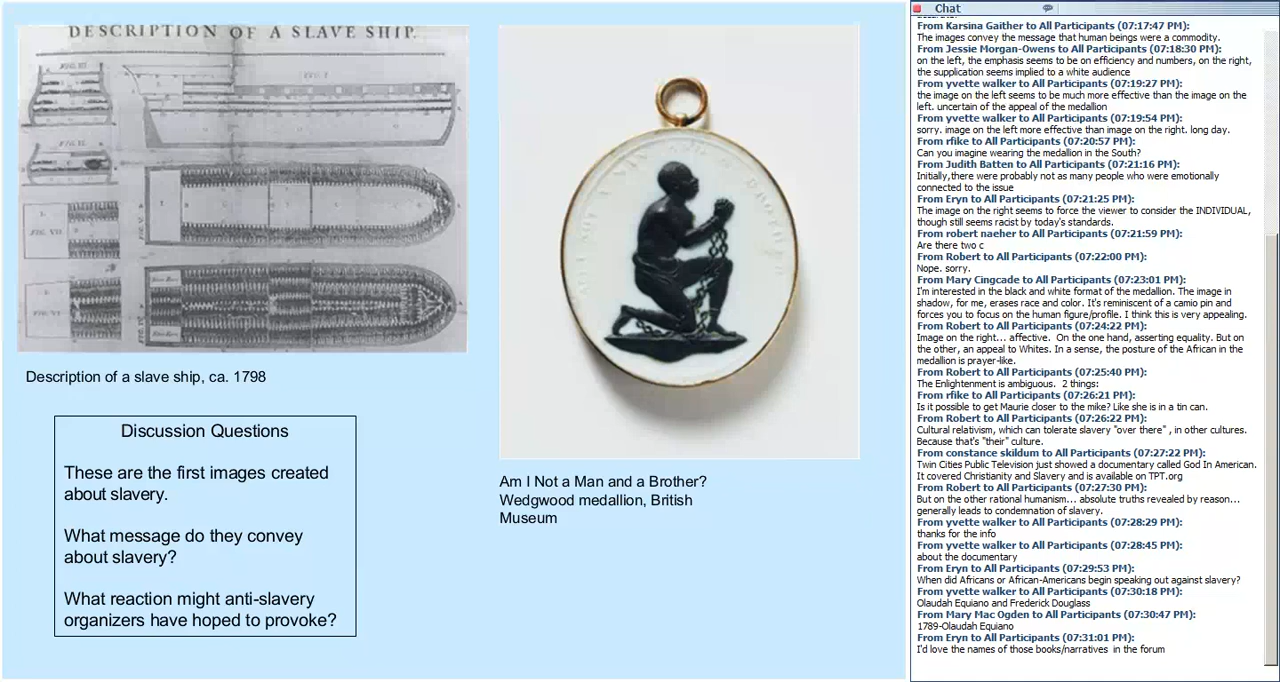 DESCRIPTION OF A SLAVE SHIP.
FIG. I
Description of a slave ship, ca. 1798
Discussion Questions
These are the first images created
about slavery.
What message do they convey
about slavery?
What reaction might anti-slavery
organizers have hoped to provoke?
Am I Not a Man and a Brother?
Wedgwood medallion, British
Museum
Chat
From Karsina Gaither to All Participants (07:17:47 PM):
The images convey the message that human beings were a commodity.
From Jessie Morgan-Owens to All Participants (07:18:30 PM):
on the left, the emphasis seems to be on efficiency and numbers, on the right,
the supplication seems implied to a white audience
From yvette walker to All Participants (07:19:27 PM):
the image on the left seems to be much more effective than the image on the
left. uncertain of the appeal of the medallion
From yvette walker to All Participants (07:19:54 PM):
sorry. image on the left more effective than image on the right. long day.
From rfike to All Participants (07:20:57 PM):
Can you imagine wearing the medallion in the South?
From Judith Batten to All Participants (07:21:16 PM):
Initially,there were probably not as many people who were emotionally
connected to the issue
From Eryn to All Participants (07:21:25 PM):
The image on the right seems to force the viewer to consider the INDIVIDUAL,
though still seems racist by today's standards.
From robert naeher to All Participants (07:21:59 PM):
Are there two c
From Robert to All Participants (07:22:00 PM):
Nope. sorry.
From Mary Cingcade to All Participants (07:23:01 PM):
I'm interested in the black and white format of the medallion. The image in
shadow, for me, erases race and color. It's reminiscent of a camio pin and
forces you to focus on the human figure/profile. I think this is very appealing.
From Robert to All Participants (07:24:22 PM):
Image on the right... affective. On the one hand, asserting equality. But on
the other, an appeal to Whites. In a sense, the posture of the African in the
medallion is prayer-like.
From Robert to All Participants (07:25:40 PM):
The Enlightenment is ambiguous. 2 things:
From rfike to All Participants (07:26:21 PM):
Is it possible to get Maurie closer to the mike? Like she is in a tin can.
From Robert to All Participants (07:26:22 PM):
Cultural relativism, which can tolerate slavery "over there" , in other cultures.
Because that's "their" culture.
From constance skildum to All Participants (07:27:22 PM):
Twin Cities Public Television just showed a documentary called God In American.
It covered Christianity and Slavery and is available on TPT.org
From Robert to All Participants (07:27:30 PM):
But on the other rational humanism... absolute truths revealed by reason...
generally leads to condemnation of slavery.
From yvette walker to All Participants (07:28:29 PM):
thanks for the info
From yvette walker to All Participants (07:28:45 PM):
about the documentary
From Eryn to All Participants (07:29:53 PM):
When did Africans or African-Americans begin speaking out against slavery?
From yvette walker to All Participants (07:30:18 PM):
Olaudah Equiano and Frederick Douglass
From Mary Mac Ogden to All Participants (07:30:47 PM):
1789-Olaudah Equiano
From Eryn to All Participants (07:31:01 PM):
I'd love the names of those books/narratives in the forum